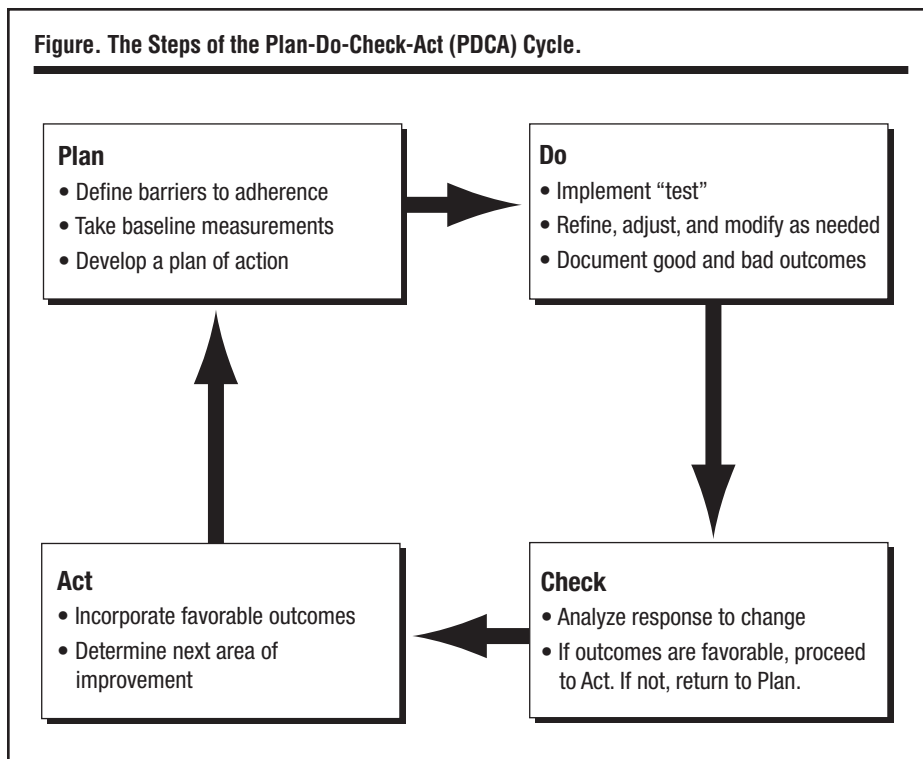 Figure. The Steps of the Plan-Do-Check-Act (PDCA) Cycle.
Plan
• Define barriers to adherence
• Take baseline measurements
• Develop a plan of action
Do
• Implement “test”
• Refine, adjust, and modify as needed
• Document good and bad outcomes
Act
• Incorporate favorable outcomes
• Determine next area of
improvement
Check
• Analyze response to change
• If outcomes are favorable, proceed
to Act. If not, return to Plan.